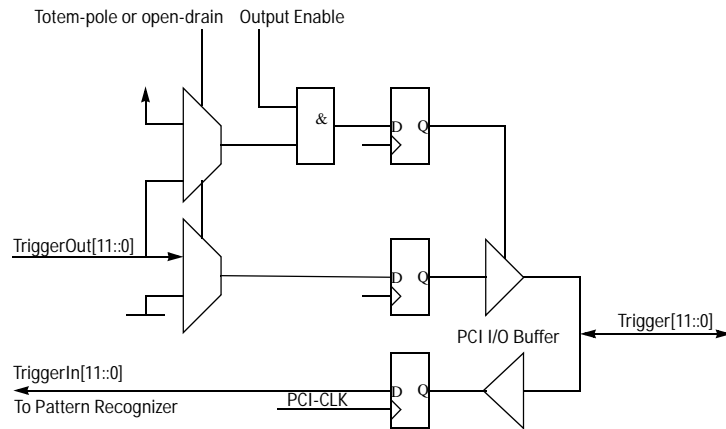 Totem-pole or open-drain Output Enable
&
D Q
TriggerOut[11::0]
D Q
PCI I/O Buffer
Trigger[11::0]
TriggerIn[11::0]
D Q
PCI-CLK
To Pattern Recognizer